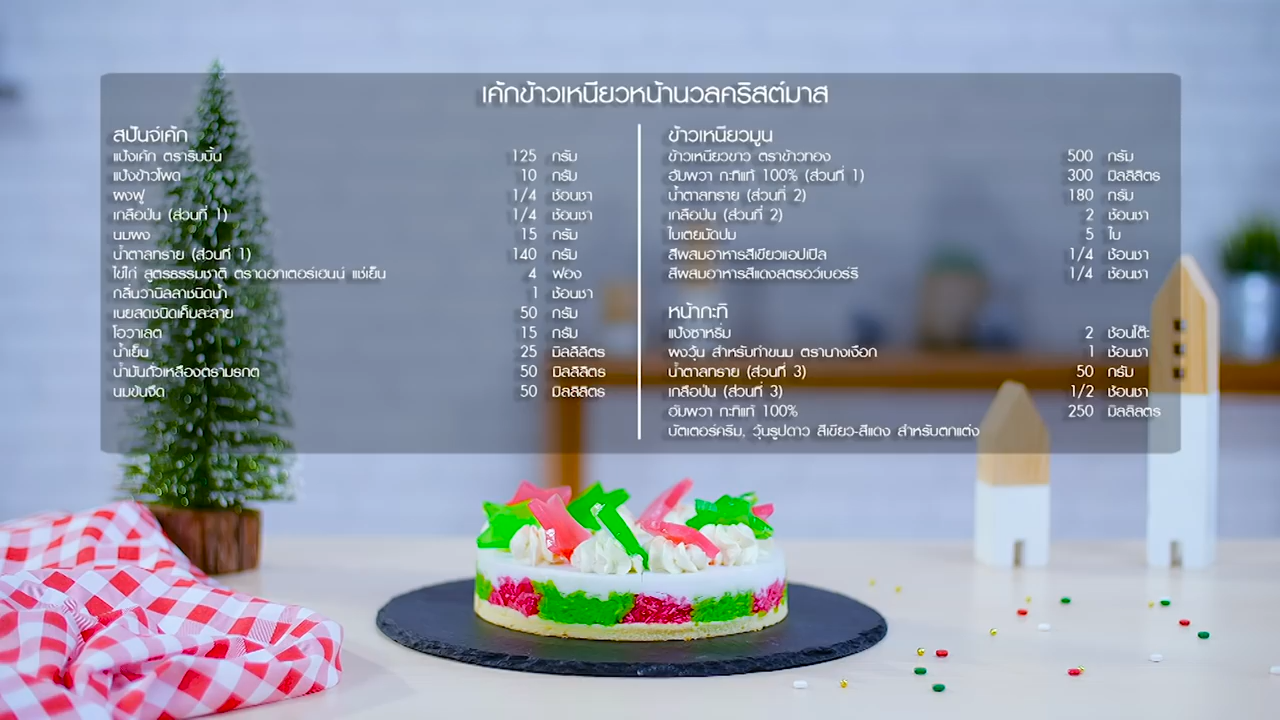 เค้กข้าวเหนียวหน้านวลคริสต์มาส
สปันจ์เค้ก
แป้งเค้ก ตราริบบิ้น 125 กรัม
แป้งข้าวโพด 10 กรัม
ผงฟู 1/4 ช้อนชา
เกลือป่น (ส่วนที่ 1) 1/4 ช้อนชา
นมผง 15 กรัม
น้ำตาลทราย (ส่วนที่ 1) 140 กรัม
ไข่ไก่ สูตรธรรมชาติ ตราดอกเตอร์เฮนน์ แช่เย็น 4 ฟอง
กลิ่นวานิลลาชนิดน้ำ 1 ช้อนชา
เนยสดชนิดเค็มละลาย 50 กรัม
โอวาเลต 15 กรัม
น้ำเย็น 25 มิลลิลิตร
น้ำมันถั่วเหลืองตรามรกต 50 มิลลิลิตร
นมข้นจืด 50 มิลลิลิตร
ข้าวเหนียวมูน
ข้าวเหนียวขาว ตราข้าวทอง 500 กรัม
อัมพวา กะทิแท้ 100% (ส่วนที่ 1) 300 มิลลิลิตร
น้ำตาลทราย (ส่วนที่ 2) 180 กรัม
เกลือป่น (ส่วนที่ 2) 2 ช้อนชา
ใบเตยมัดปม 5 ใบ
สีผสมอาหารสีเขียวแอปเปิล 1/4 ช้อนชา
สีผสมอาหารสีแดงสตรอว์เบอร์รี 1/4 ช้อนชา
หน้ากะทิ
แป้งซาหริ่ม 2 ช้อนโต๊ะ
ผงวุ้น สำหรับทำขนม ตรานางเงือก 1 ช้อนชา
น้ำตาลทราย (ส่วนที่ 3) 50 กรัม
เกลือป่น (ส่วนที่ 3) 1/2 ช้อนชา
อัมพวา กะทิแท้ 100% 250 มิลลิลิตร
บัตเตอร์ครีม, วุ้นรูปดาว สีเขียว-สีแดง สำหรับตกแต่ง